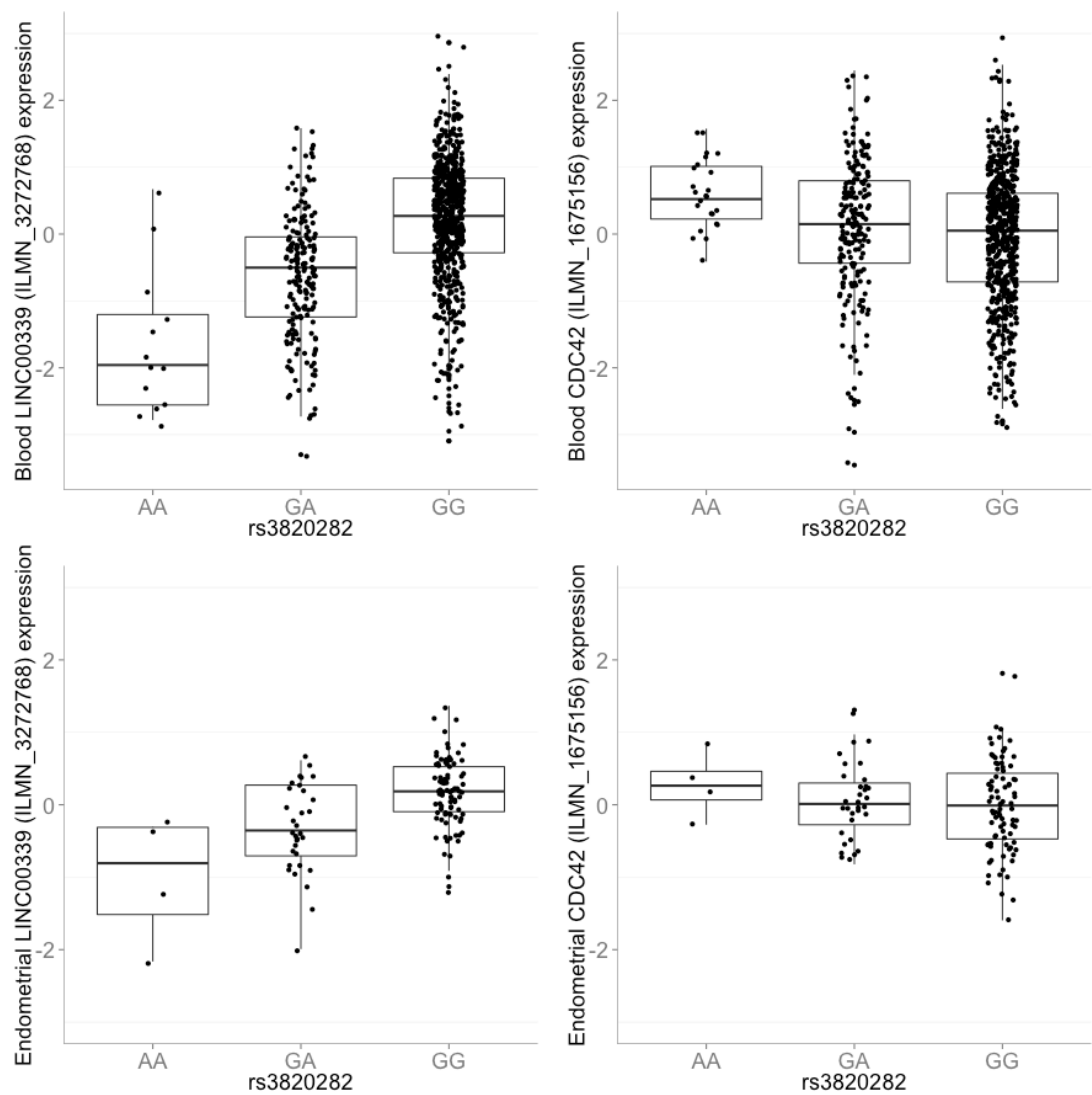 Blood LINC00339 (ILMN_3272768) expression
2
0
-2
AA GA GG
rs3820282
Blood CDC42 (ILMN_1675156) expression
2
0
-2
AA GA GG
rs3820282
Endometrial LINC00339 (ILMN_3272768) expression
2
0
-2
AA GA GG
rs3820282
Endometrial CDC42 (ILMN_1675156) expression
2
0
-2
AA GA GG
rs3820282